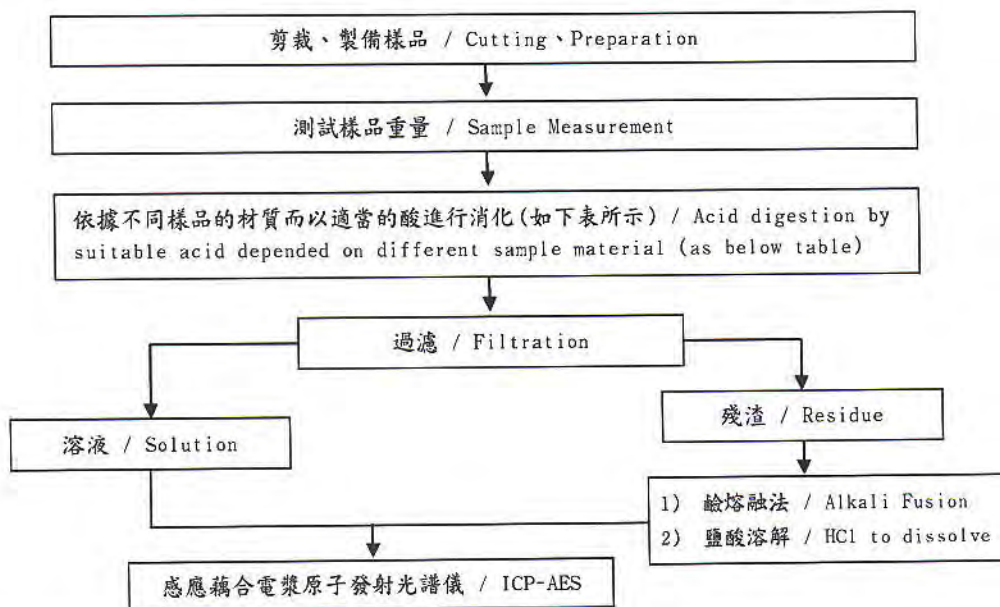 剪裁、製備樣品 / Cutting、Preparation
測試樣品重量 / Sample Measurement
依據不同樣品的材質而以適當的酸進行消化(如下表所示) / Acid digestion by
suitable acid depended on different sample material (as below table)
過濾 / Filtration
溶液 / Solution
殘渣 / Residue
1) 鹼熔融法 / Alkali Fusion
2) 鹽酸溶解 / HCl to dissolve
感應藕合電漿原子發射光譜儀 / ICP-AES